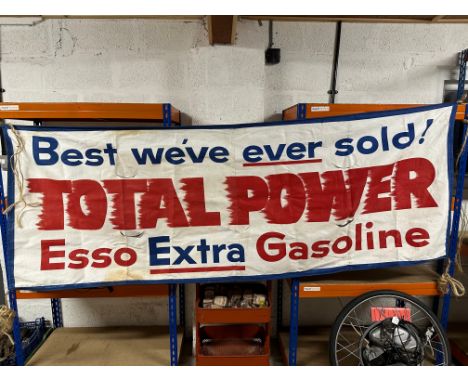 Best we've ever sold!
TOTAL POWER
Esso Extra Gasoline